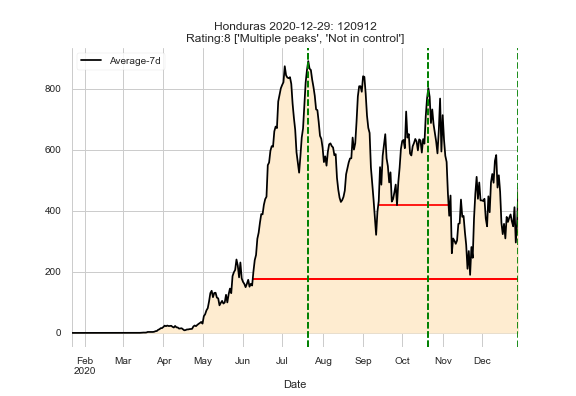 Honduras 2020-12-29: 120912
Rating:8 ['Multiple peaks', 'Not in control']
Average-7d
800
600
400
200
0
Feb Mar Apr May Jun Jul Aug Sep Oct Nov Dec
2020
Date